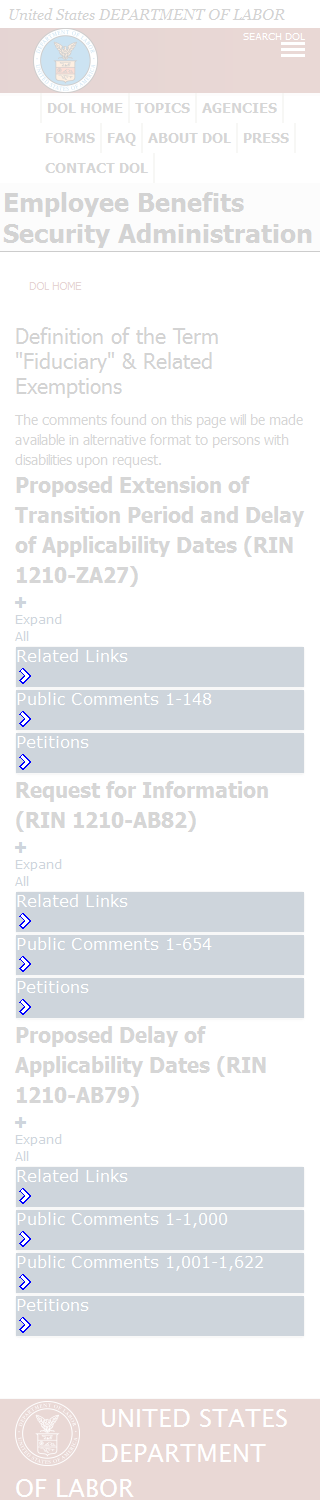 United States DEPARTMENT OF LABOR
SEARCH DOL
DOL HOME TOPICS AGENCIES
FORMS FAQ ABOUT DOL PRESS
CONTACT DOL
Employee Benefits
Security Administration
DOL HOME
Definition of the Term
"Fiduciary" & Related
Exemptions
The comments found on this page will be made
available in alternative format to persons with
disabilities upon request.
Proposed Extension of
Transition Period and Delay
of Applicability Dates (RIN
1210-ZA27)
Expand
All
Related Links
Public Comments 1-148
Petitions
Request for Information
(RIN 1210-AB82)
Expand
All
Related Links
Public Comments 1-654
Petitions
Proposed Delay of
Applicability Dates (RIN
1210-AB79)
Expand
All
Related Links
Public Comments 1-1,000
Public Comments 1,001-1,622
Petitions
UNITED STATES
DEPARTMENT
OF LABOR